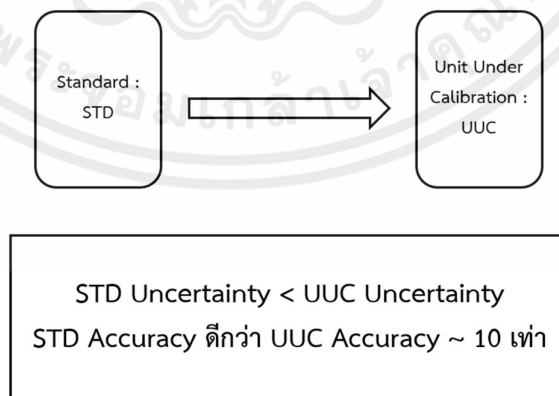 Standard :
STD
Unit Under
Calibration :
UUC
STD Uncertainty < UUC Uncertainty
STD Accuracy ดีกว่า UUC Accuracy ~ 10 เท่า